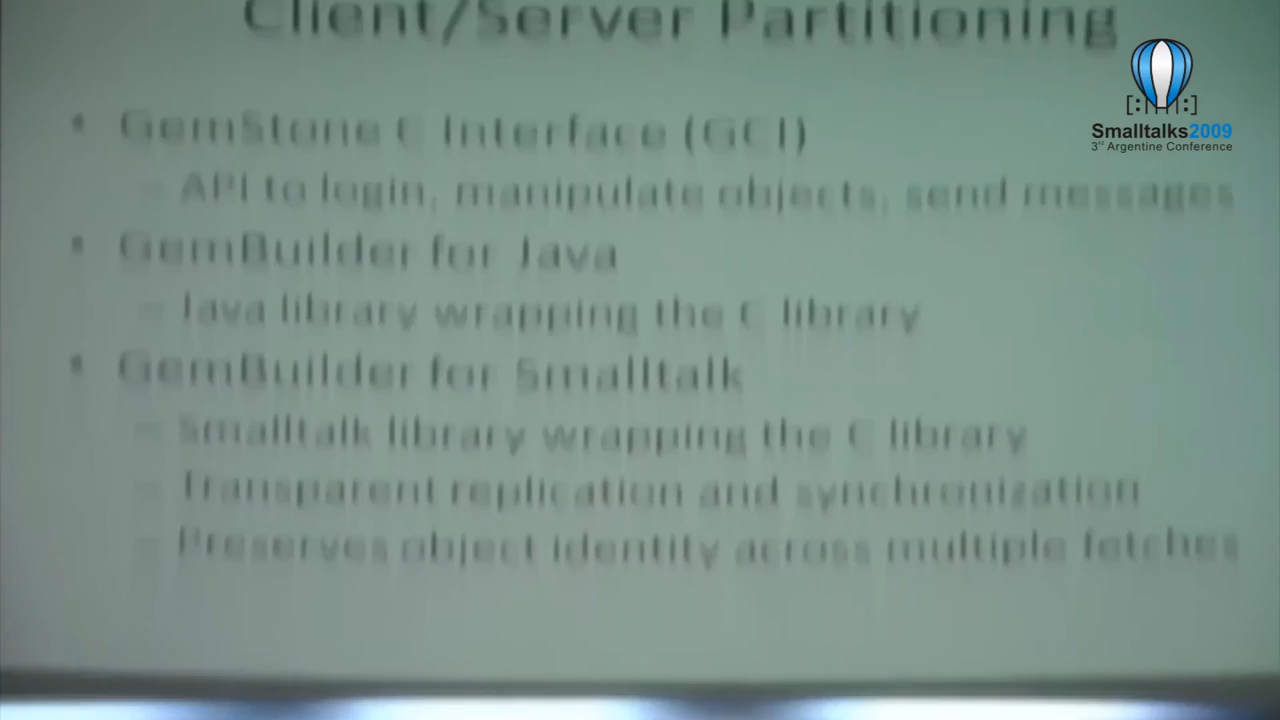 Client/Server Partitioning
• GemStone C Interface (GCI)
– API to login, manipulate objects, send messages
• GemBuilder for Java
– Java library wrapping the C library
• GemBuilder for Smalltalk
– Smalltalk library wrapping the C library
– Transparent replication and synchronization
– Preserves object identity across multiple fetches
[:|||:]
Smalltalks2009
3rd Argentine Conference